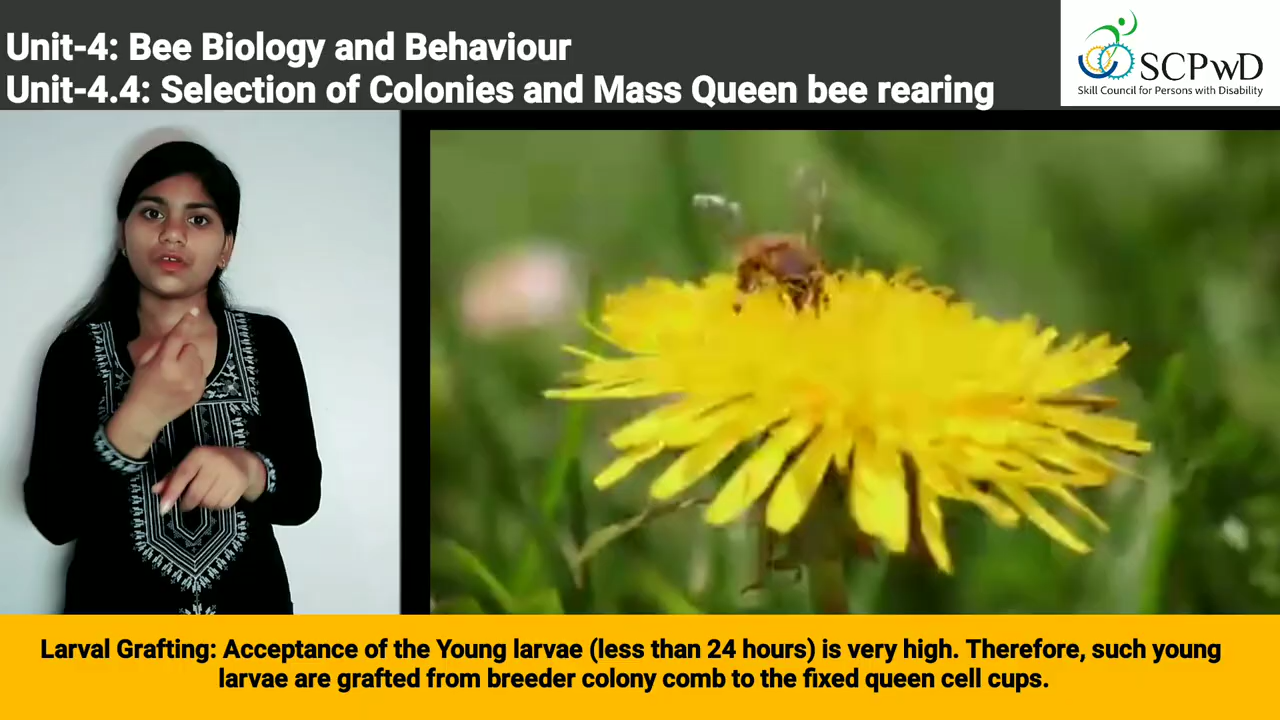 Unit-4: Bee Biology and Behaviour
Unit-4.4: Selection of Colonies and Mass Queen bee rearing
SCPwD
Skill Council for Persons with Disability
Larval Grafting: Acceptance of the Young larvae (less than 24 hours) is very high. Therefore, such young
larvae are grafted from breeder colony comb to the fixed queen cell cups.